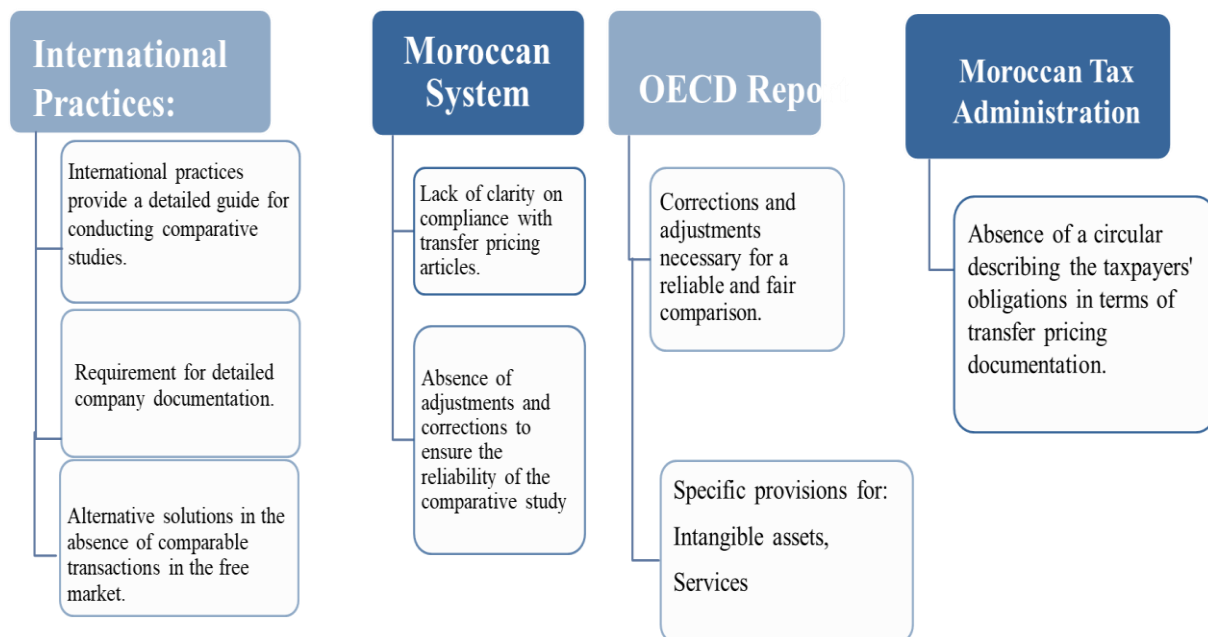 International
Practices:
International practices
provide a detailed guide for
conducting comparative
studies.
Requirement for detailed
company documentation.
Alternative solutions in the
absence of comparable
transactions in the free
market.
Moroccan
System
Lack of clarity on
compliance with
transfer pricing
articles.
Absence of
adjustments and
corrections to
ensure the
reliability of the
comparative study
OECD Repo
Corrections and
adjustments
necessary for a
reliable and fair
comparison.
Specific provisions for:
Intangible assets,
Services
Moroccan Tax
Administration
Absence of a circular
describing the taxpayers'
obligations in terms of
transfer pricing
documentation.